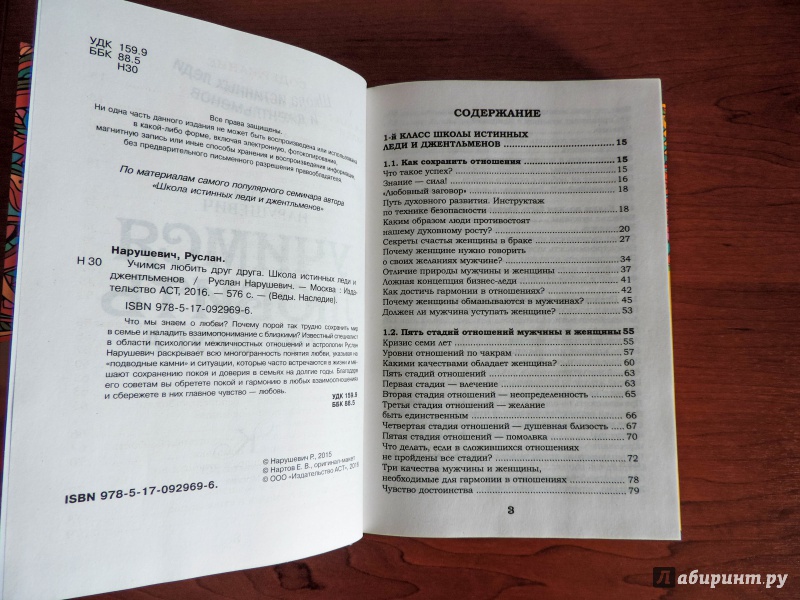 УДК 159.9
ББК 88.5
Н30
Все права защищены.
Ни одна часть данного издания не может быть воспроизведена или использована
в какой-либо форме, включая электронную, фотокопирование,
магнитную запись или иные способы хранения и воспроизведения информации,
без предварительного письменного разрешения правообладателя.
По материалам самого популярного семинара автора
«Школа истинных леди и джентльменов»
Нарушевич, Руслан.
Н 30 Учимся любить друг друга. Школа истинных леди и
джентельменов / Руслан Нарушевич. — Москва : Изда-
тельство АСТ, 2016. — 576 с. — (Веды. Наследие).
ISBN 978-5-17-092969-6.
Что мы знаем о любви? Почему порой так трудно сохранить мир
в семье и наладить взаимопонимание с близкими? Известный специалист
в области психологии межличностных отношений и астрологии Руслан
Нарушевич раскрывает всю многогранность понятия любви, указывая на
«подводные камни» и ситуации, которые часто встречаются в жизни и ме-
шают сохранению покоя и доверия в семьях на долгие годы. Благодаря
его советам вы обретете покой и гармонию в любых взаимоотношениях
и сбережете в них главное чувство — любовь.
УДК 159.9
ББК 88.5
© Нарушевич Р., 2015
© Нартов Е. В., оригинал-макет
© ООО «Издательство АСТ», 2016
ISBN 978-5-17-092969-6.
СОДЕРЖАНИЕ
1-й КЛАСС ШКОЛЫ ИСТИННЫХ
ЛЕДИ И ДЖЕНТЛЬМЕНОВ 15
1.1. Как сохранить отношения 15
Что такое успех? 15
Знание — сила! 16
«Любовный заговор» 18
Путь духовного развития. Инструктаж
по технике безопасности 18
Каким образом люди противостоят
нашему духовному росту? 20
Секреты счастья женщины в браке 27
Почему женщине нужно говорить
о своих желаниях мужчине? 34
Отличие природы мужчины и женщины 37
Ложная концепция бизнес-леди 41
Как достичь гармонии в отношениях? 42
Почему женщины обманываются в мужчинах? 45
Должен ли мужчина уступать женщине? 53
1.2. Пять стадий отношений мужчины и женщины 55
Кризис семи лет 55
Уровни отношений по чакрам 57
Какими качествами обладает женщина? 60
Пять стадий отношений 63
Первая стадия — влечение 63
Вторая стадия отношений — неопределенность 65
Третья стадия отношений — желание
быть единственным 66
Четвертая стадия отношений — душевная близость 67
Пятая стадия отношений — помолвка 70
Что делать, если в сложившихся отношениях
не пройдены все стадии? 72
Три качества мужчины и женщины,
необходимые для гармонии в отношениях 78
Чувство достоинства 79
3
Лабиринт.ру